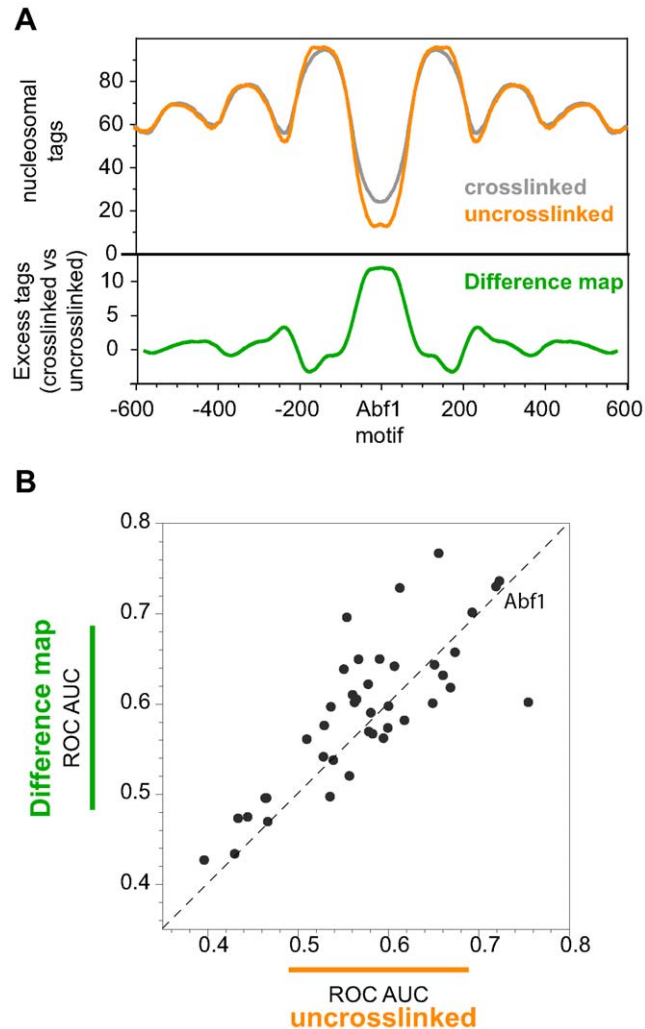 A
nucleosomal
tags
80
60
40
20
0
crosslinked
uncrosslinked
Excess tags
(crosslinked vs
uncrosslinked)
10
5
0
Difference map
-600
-400
-200
Abf1
motif
200
400
600
B
Difference map
ROC AUC
0.8
0.7
0.6
0.5
0.4
Abf1
0.4
0.5
0.6
0.7
0.8
ROC AUC
uncrosslinked